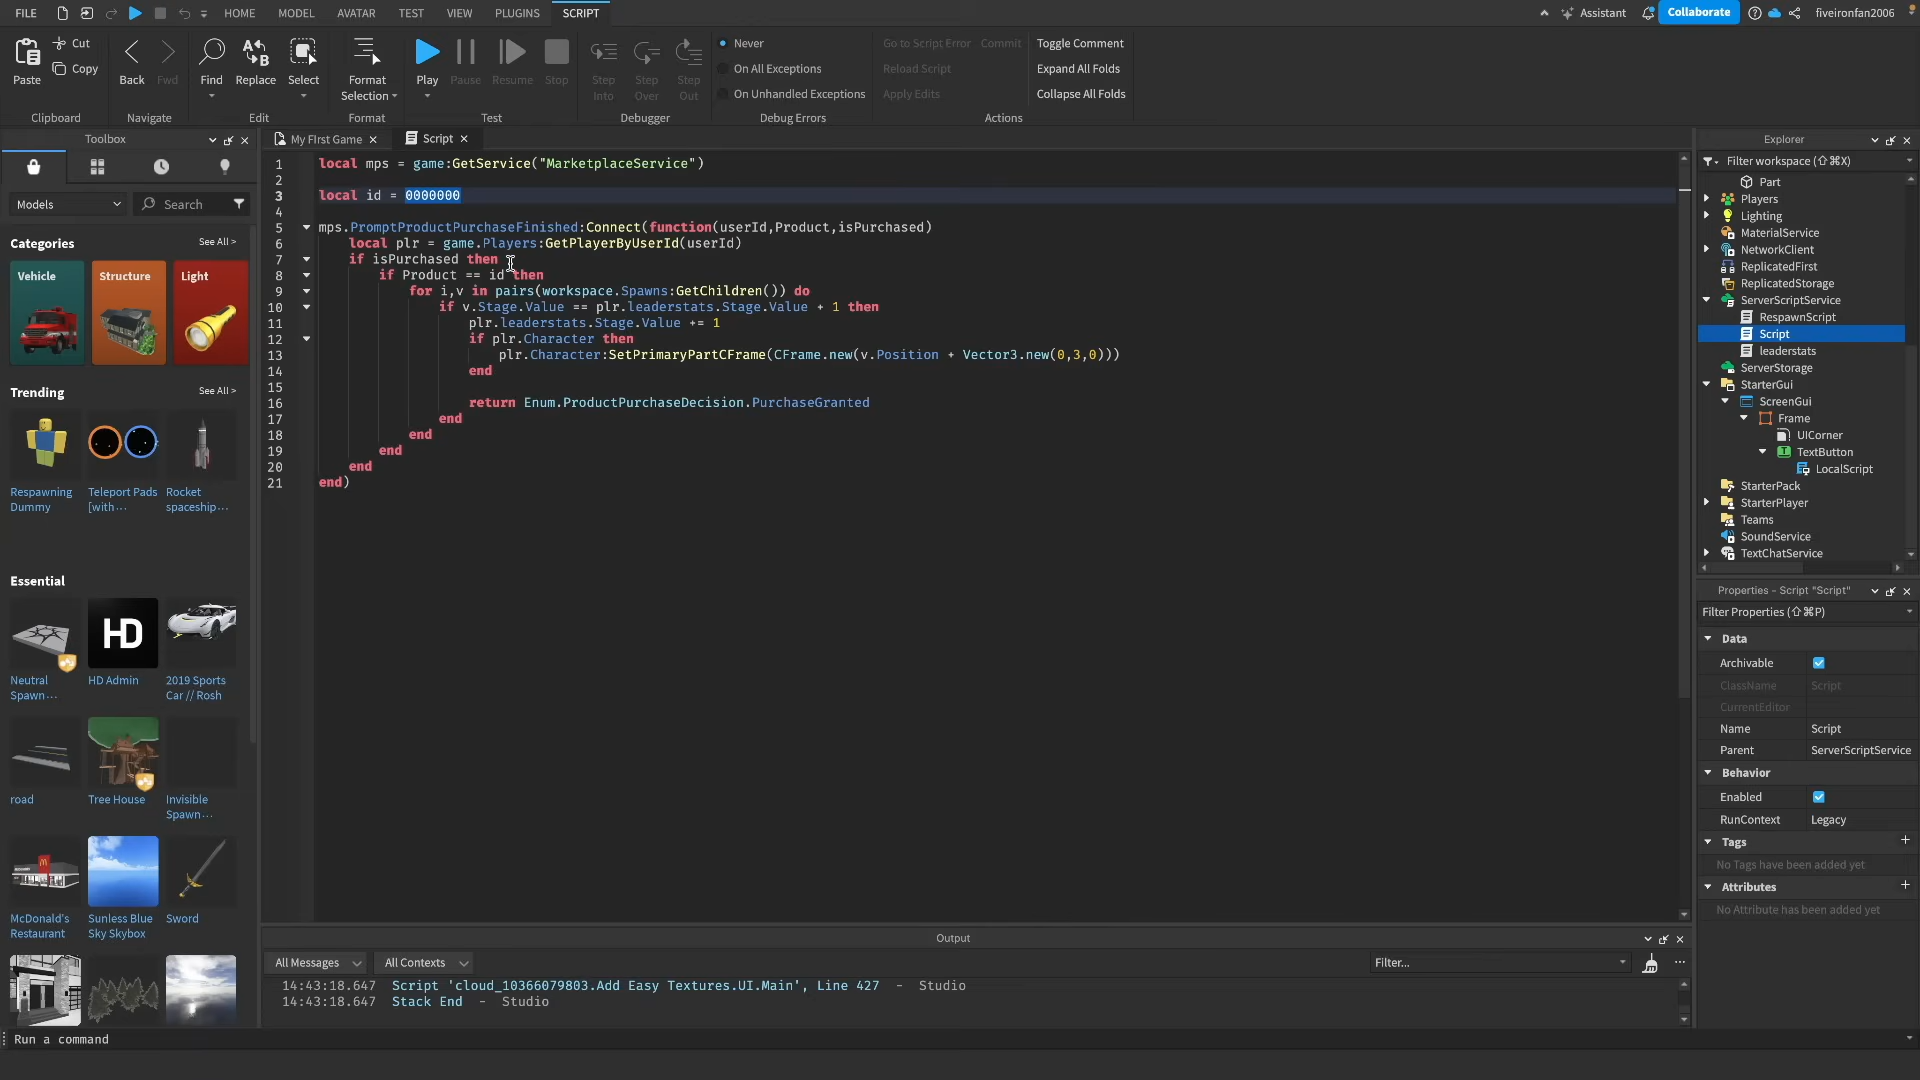 FILE HOME MODEL AVATAR TEST VIEW PLUGINS SCRIPT Assistant Collaborate fiveironfan2006
Cut
Copy
Paste
Back Fwd
Find Replace Select
Format
Selection
Play Pause Resume Stop
Step
Into
Step
Over
Step
Out
Never
On All Exceptions
On Unhandled Exceptions
Go to Script Error Commit
Reload Script
Apply Edits
Toggle Comment
Expand All Folds
Collapse All Folds
Clipboard Navigate Edit Format Test Debugger Debug Errors Actions
Toolbox
Models Search
Categories See All >
Vehicle Structure Light
Trending See All >
Respawning
Dummy
Teleport Pads
[with…
Rocket
spaceship…
Essential See All >
HD
Neutral
Spawn…
HD Admin
2019 Sports
Car // Rosh
road
Tree House
Invisible
Spawn…
McDonald's
Restaurant
Sunless Blue
Sky Skybox
Sword
My First Game
Script
1 local mps = game:GetService("MarketplaceService")
2
3 local id = 0000000
4
5 mps.PromptProductPurchaseFinished:Connect(function(userId,Product,isPurchased)
6 local plr = game.Players:GetPlayerByUserId(userId)
7 if isPurchased then
8 if Product == id then
9 for i,v in pairs(workspace.Spawns:GetChildren()) do
10 if v.Stage.Value == plr.leaderstats.Stage.Value + 1 then
11 plr.leaderstats.Stage.Value += 1
12 if plr.Character then
13 plr.Character:SetPrimaryPartCFrame(CFrame.new(v.Position + Vector3.new(0,3,0)))
14 end
15
16 return Enum.ProductPurchaseDecision.PurchaseGranted
17 end
18 end
19 end
20 end
21 end)
Output
All Messages All Contexts Filter...
14:43:18.647 Script 'cloud_10366079803.Add Easy Textures.UI.Main', Line 427 - Studio
14:43:18.647 Stack End - Studio
Run a command
Explorer
Filter workspace (⇧⌘X)
Part
Players
Lighting
MaterialService
NetworkClient
ReplicatedFirst
ReplicatedStorage
ServerScriptService
RespawnScript
Script
leaderstats
ServerStorage
StarterGui
ScreenGui
Frame
UICorner
TextButton
LocalScript
StarterPack
StarterPlayer
Teams
SoundService
TextChatService
Properties - Script "Script"
Filter Properties (⇧⌘P)
Data
Archivable
ClassName Script
CurrentEditor
Name Script
Parent ServerScriptService
Behavior
Enabled
RunContext Legacy
Tags
No Tags have been added yet
Attributes
No Attribute has been added yet